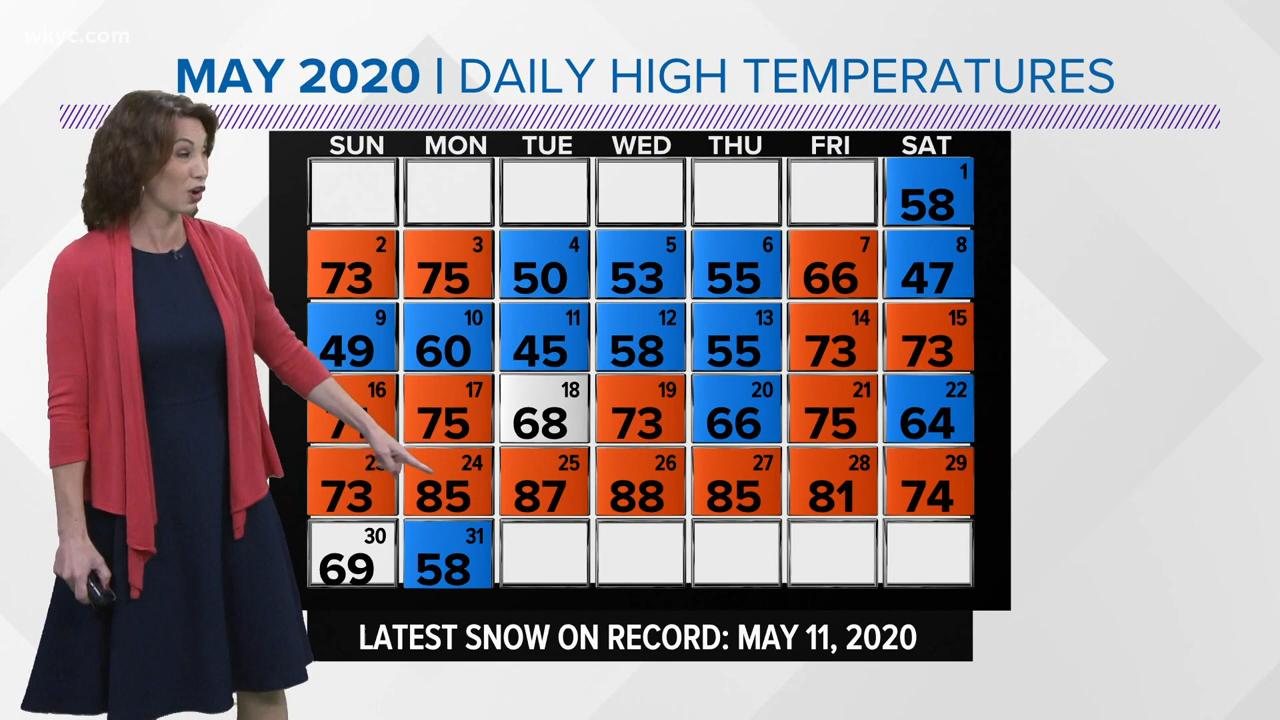 wkyc.com
MAY 2020 | DAILY HIGH TEMPERATURES
SUN MON TUE WED THU FRI SAT
1
58
2 3 4 5 6 7 8
73 75 50 53 55 66 47
9 10 11 12 13 14 15
49 60 45 58 55 73 73
16 17 18 19 20 21 22
75 68 73 66 75 64
23 24 25 26 27 28 29
73 85 87 88 85 81 74
30 31
69 58
LATEST SNOW ON RECORD: MAY 11, 2020